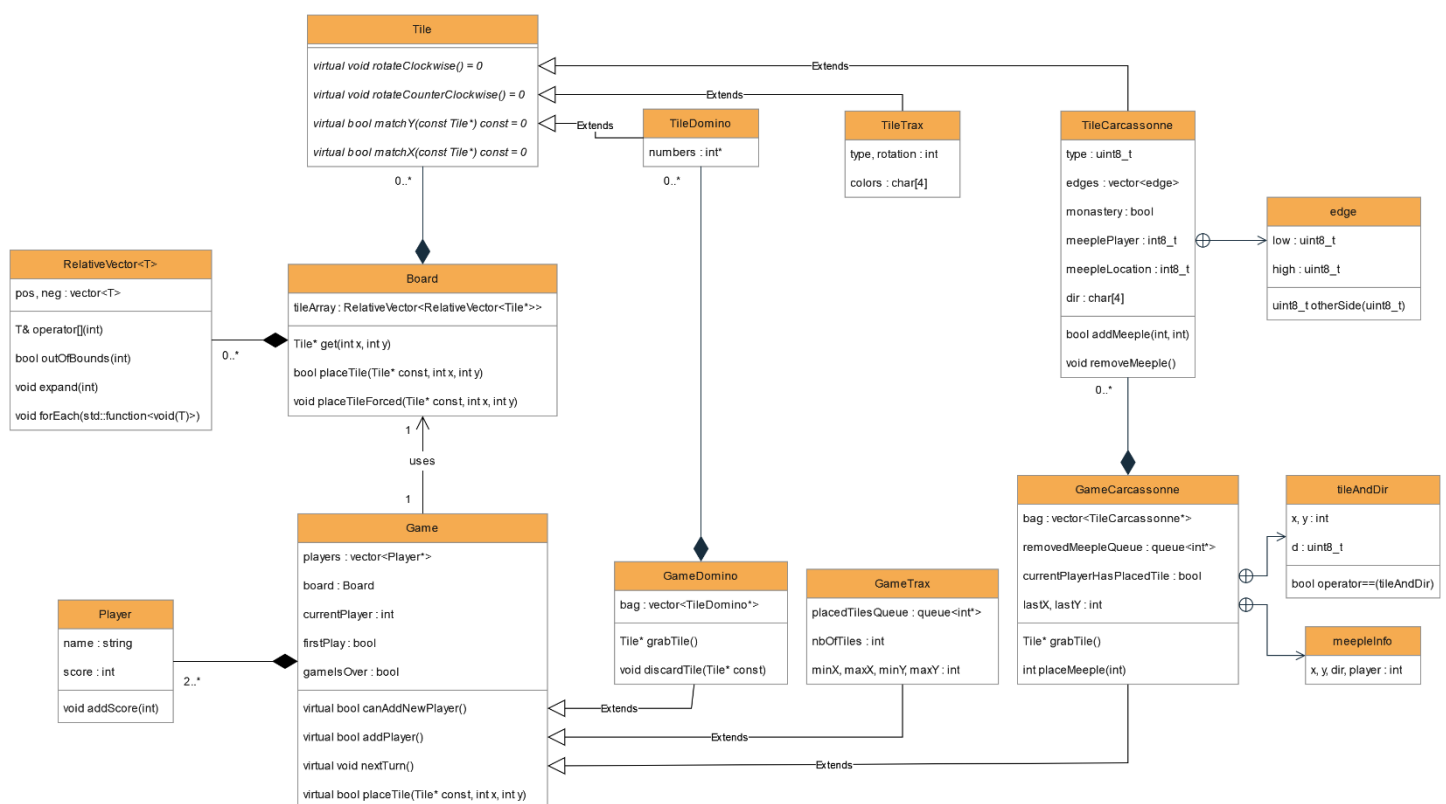 Tile
virtual void rotateClockwise() = 0
virtual void rotateCounterClockwise() = 0
virtual bool matchY(const Tile*) const = 0
virtual bool matchX(const Tile*) const = 0
0..*
Extends
Extends
Extends
TileDomino
numbers : int*
0..*
TileTrax
type, rotation : int
colors : char[4]
TileCarcassonne
type : uint8_t
edges : vector<edge>
monastery : bool
meeplePlayer : int8_t
meepleLocation : int8_t
dir : char[4]
bool addMeeple(int, int)
void removeMeeple()
0..*
edge
low : uint8_t
high : uint8_t
uint8_t otherSide(uint8_t)
RelativeVector<T>
pos, neg : vector<T>
T& operator[](int)
bool outOfBounds(int)
void expand(int)
void forEach(std::function<void(T)>)
0..*
Board
tileArray : RelativeVector<RelativeVector<Tile*>>
Tile* get(int x, int y)
bool placeTile(Tile* const, int x, int y)
void placeTileForced(Tile* const, int x, int y)
1
uses
1
Game
players : vector<Player*>
board : Board
currentPlayer : int
firstPlay : bool
gameIsOver : bool
virtual bool canAddNewPlayer()
virtual bool addPlayer()
virtual void nextTurn()
virtual bool placeTile(Tile* const, int x, int y)
Player
name : string
score : int
void addScore(int)
2..*
GameDomino
bag : vector<TileDomino*>
Tile* grabTile()
void discardTile(Tile* const)
GameTrax
placedTilesQueue : queue<int*>
nbOfTiles : int
minX, maxX, minY, maxY : int
GameCarcassonne
bag : vector<TileCarcassonne*>
removedMeepleQueue : queue<int*>
currentPlayerHasPlacedTile : bool
lastX, lastY : int
Tile* grabTile()
int placeMeeple(int)
tileAndDir
x, y : int
d : uint8_t
bool operator==(tileAndDir)
meepleInfo
x, y, dir, player : int
Extends
Extends
Extends